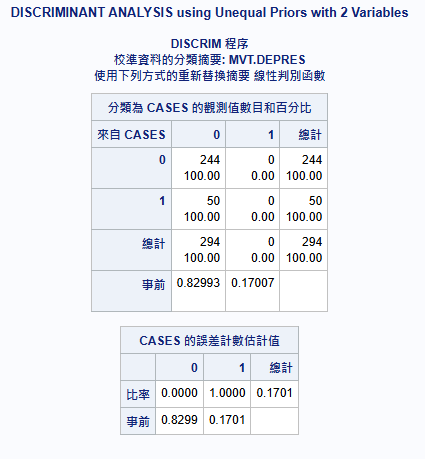 DISCRIMINANT ANALYSIS using Unequal Priors with 2 Variables
DISCRIM 程序
校準資料的分類摘要: MVT.DEPRES
使用下列方式的重新替換摘要 線性判別函數
分類為 CASES 的觀測值數目和百分比
來自 CASES 0 1 總計
0 244 0 244
100.00 0.00 100.00
1 50 0 50
100.00 0.00 100.00
總計 294 0 294
100.00 0.00 100.00
事前 0.82993 0.17007
CASES 的誤差計數估計值
0 1 總計
比率 0.0000 1.0000 0.1701
事前 0.8299 0.1701